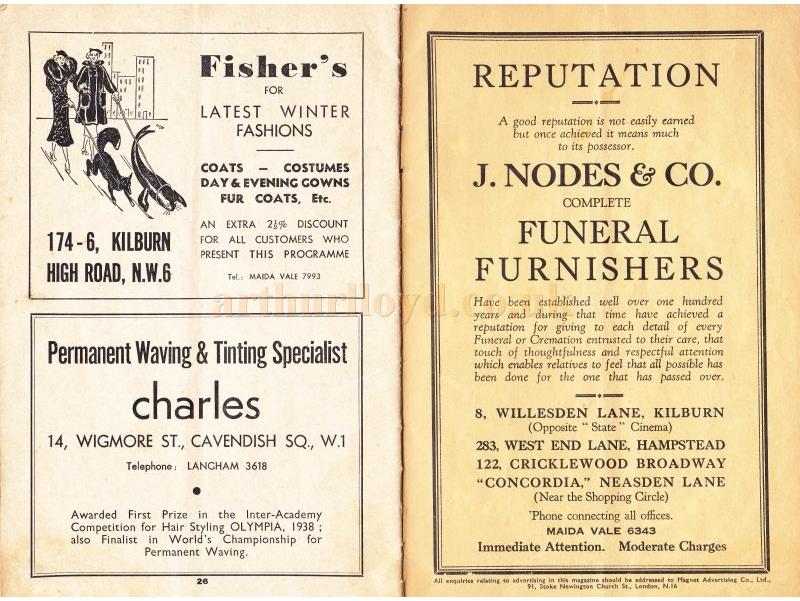 Fisher's
FOR
LATEST WINTER
FASHIONS
COATS – COSTUMES
DAY & EVENING GOWNS
FUR COATS, Etc.
174-6, KILBURN
HIGH ROAD, N.W.6
AN EXTRA 2½% DISCOUNT
FOR ALL CUSTOMERS WHO
PRESENT THIS PROGRAMME
Tel.: MAIDA VALE 7993
Permanent Waving & Tinting Specialist
charles
14, WIGMORE ST., CAVENDISH SQ., W.1
Telephone: LANGHAM 3618
Awarded First Prize in the Inter-Academy
Competition for Hair Styling OLYMPIA, 1938 ;
also Finalist in World's Championship for
Permanent Waving.
26
REPUTATION
A good reputation is not easily earned
but once achieved it means much
to its possessor.
J. NODES & CO.
COMPLETE
FUNERAL
FURNISHERS
Have been established well over one hundred
years and during that time have achieved a
reputation for giving to each detail of every
Funeral or Cremation entrusted to their care, that
touch of thoughtfulness and respectful attention
which enables relatives to feel that all possible has
been done for the one that has passed over.
8, WILLESDEN LANE, KILBURN
(Opposite "State" Cinema)
283, WEST END LANE, HAMPSTEAD
122, CRICKLEWOOD BROADWAY
"CONCORDIA," NEASDEN LANE
(Near the Shopping Circle)
'Phone connecting all offices.
MAIDA VALE 6343
Immediate Attention. Moderate Charges
All enquiries relating to advertising in this magazine should be addressed to Magnet Advertising Co., Ltd.,
91, Stoke Newington Church St., London, N.16
arthurlloyd.co.uk